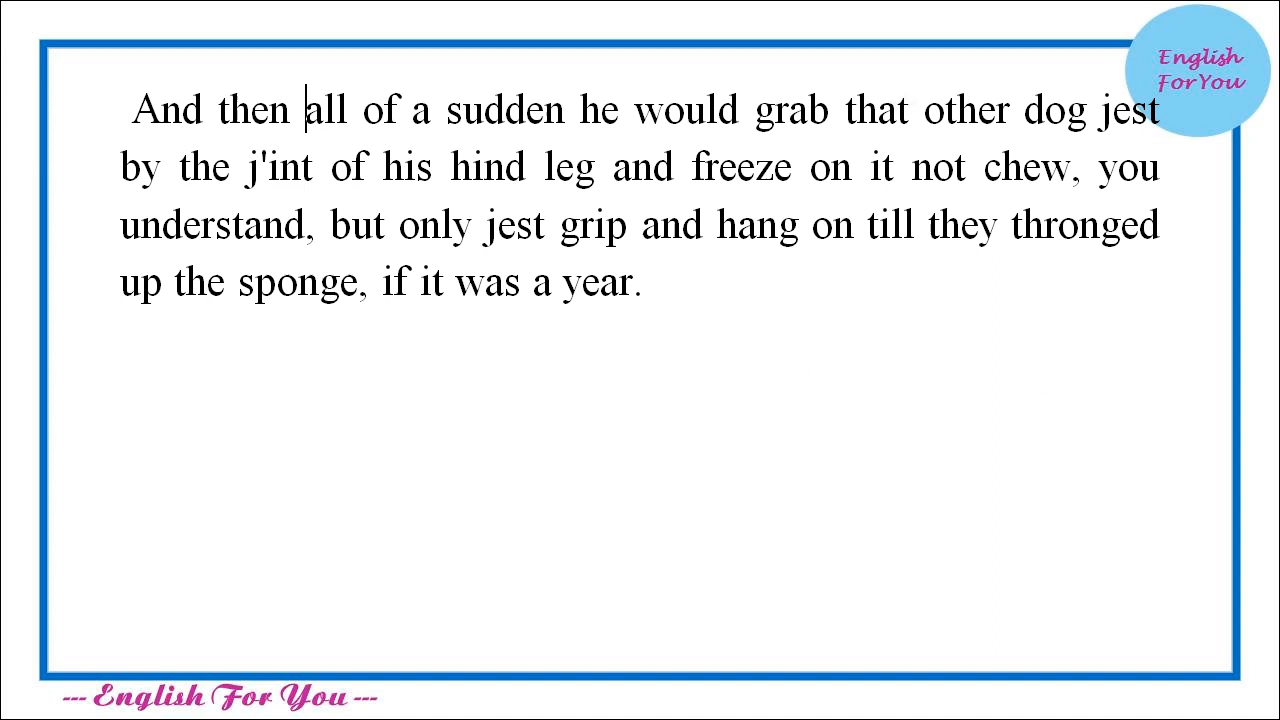 English
ForYou
And then all of a sudden he would grab that other dog jest
by the j'int of his hind leg and freeze on it not chew, you
understand, but only jest grip and hang on till they thronged
up the sponge, if it was a year.
--- English For You ---